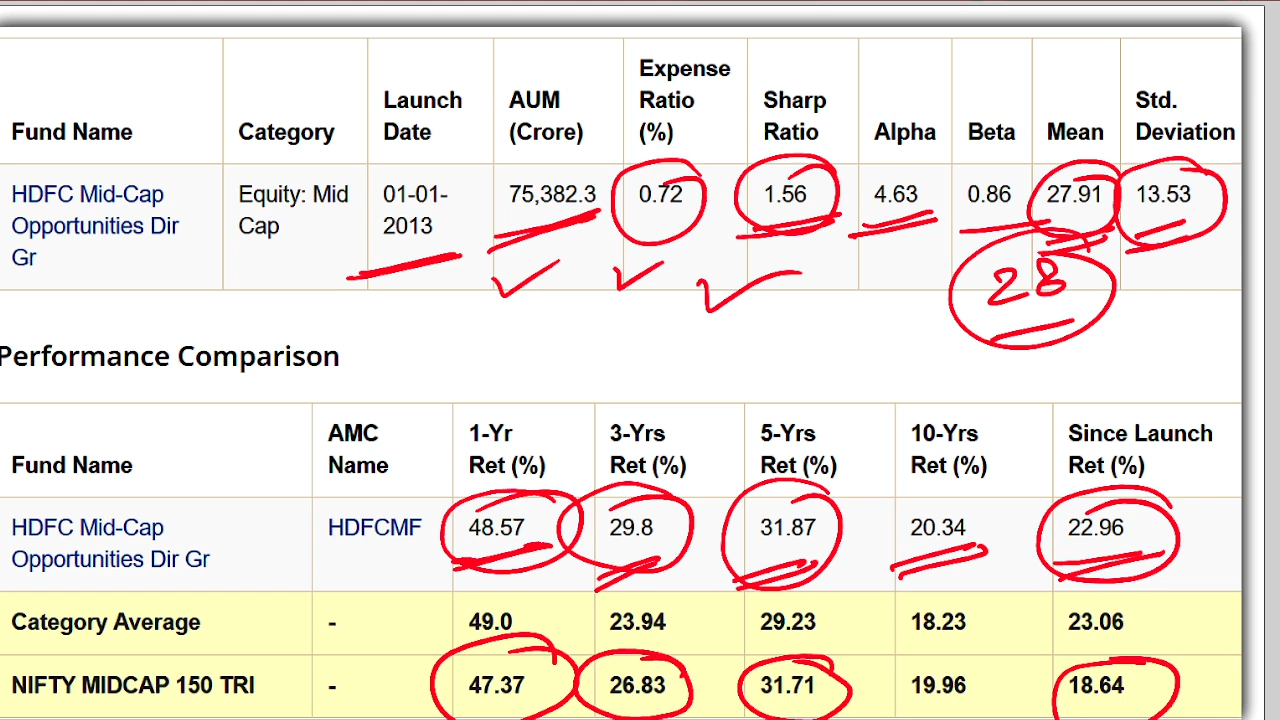 Fund Name Category Launch Date AUM (Crore) Expense Ratio (%) Sharp Ratio Alpha Beta Mean Std. Deviation
HDFC Mid-Cap Opportunities Dir Gr Equity: Mid Cap 01-01-2013 75,382.3 0.72 1.56 4.63 0.86 27.91 13.53
28
Performance Comparison
Fund Name AMC Name 1-Yr Ret (%) 3-Yrs Ret (%) 5-Yrs Ret (%) 10-Yrs Ret (%) Since Launch Ret (%)
HDFC Mid-Cap Opportunities Dir Gr HDFCMF 48.57 29.8 31.87 20.34 22.96
Category Average - 49.0 23.94 29.23 18.23 23.06
NIFTY MIDCAP 150 TRI - 47.37 26.83 31.71 19.96 18.64